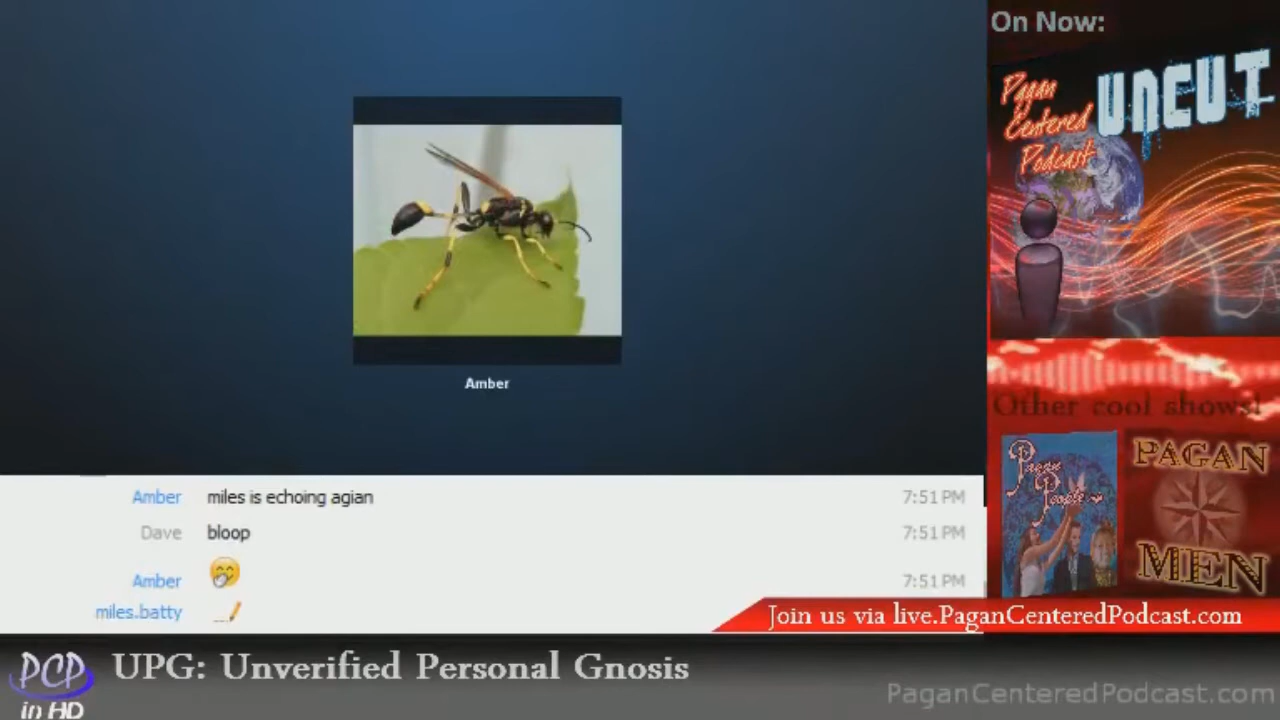 On Now:
Pagan
Centered
Podcast
UNCUT
Amber
Other cool shows!
Pagan
People
PAGAN
MEN
Amber miles is echoing agian 7:51 PM
Dave bloop 7:51 PM
Amber 7:51 PM
miles.batty
Join us via live.PaganCenteredPodcast.com
PCP
in HD
UPG: Unverified Personal Gnosis
PaganCenteredPodcast.com